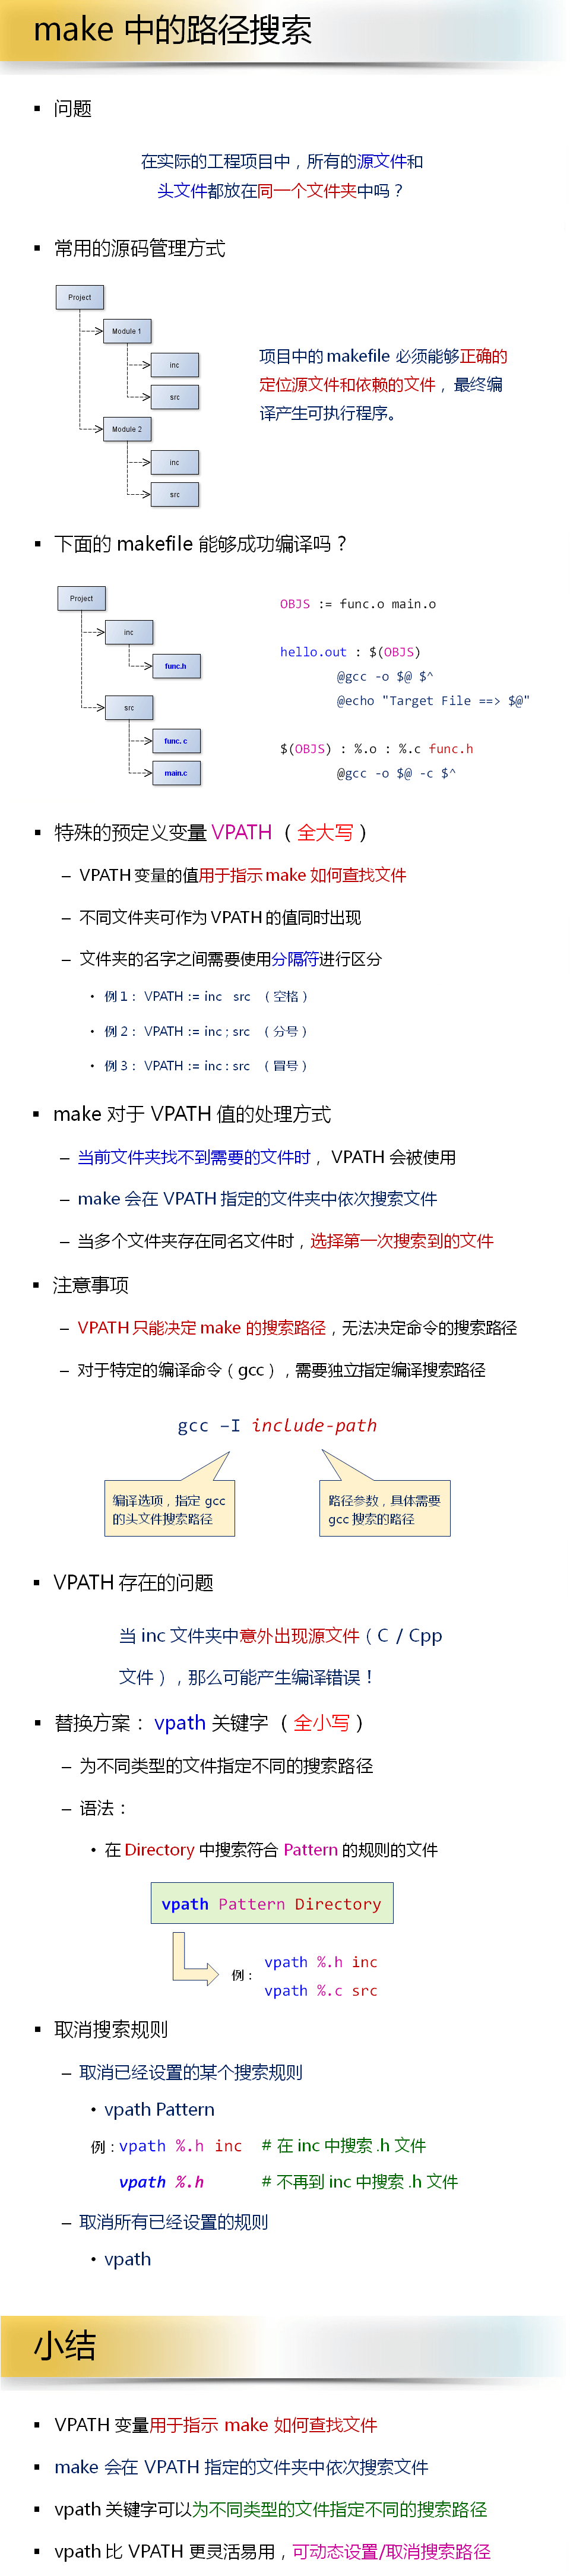 make 中的路径搜索
▪ 问题
在实际的工程项目中，所有的源文件和
头文件都放在同一个文件夹中吗？
▪ 常用的源码管理方式
Project
Module 1
inc
src
Module 2
inc
src
项目中的 makefile 必须能够正确的
定位源文件和依赖的文件，最终编
译产生可执行程序。
▪ 下面的 makefile 能够成功编译吗？
Project
inc
func.h
src
func.c
main.c
OBJS := func.o main.o
hello.out : $(OBJS)
@gcc -o $@ $^
@echo "Target File ==> $@"
$(OBJS) : %.o : %.c func.h
@gcc -o $@ -c $^
▪ 特殊的预定义变量 VPATH （全大写）
– VPATH 变量的值用于指示 make 如何查找文件
– 不同文件夹可作为 VPATH 的值同时出现
– 文件夹的名字之间需要使用分隔符进行区分
• 例 1： VPATH := inc src （空格）
• 例 2： VPATH := inc ; src （分号）
• 例 3： VPATH := inc : src （冒号）
▪ make 对于 VPATH 值的处理方式
– 当前文件夹找不到需要的文件时， VPATH 会被使用
– make 会在 VPATH 指定的文件夹中依次搜索文件
– 当多个文件夹存在同名文件时，选择第一次搜索到的文件
▪ 注意事项
– VPATH 只能决定 make 的搜索路径，无法决定命令的搜索路径
– 对于特定的编译命令（gcc），需要独立指定编译搜索路径
gcc –I include-path
编译选项，指定 gcc
的头文件搜索路径
路径参数，具体需要
gcc 搜索的路径
▪ VPATH 存在的问题
当 inc 文件夹中意外出现源文件（C / Cpp
文件），那么可能产生编译错误！
▪ 替换方案： vpath 关键字 （全小写）
– 为不同类型的文件指定不同的搜索路径
– 语法：
• 在 Directory 中搜索符合 Pattern 的规则的文件
vpath Pattern Directory
例： vpath %.h inc
vpath %.c src
▪ 取消搜索规则
– 取消已经设置的某个搜索规则
• vpath Pattern
例：vpath %.h inc # 在 inc 中搜索 .h 文件
vpath %.h # 不再到 inc 中搜索 .h 文件
– 取消所有已经设置的规则
• vpath
小结
▪ VPATH 变量用于指示 make 如何查找文件
▪ make 会在 VPATH 指定的文件夹中依次搜索文件
▪ vpath 关键字可以为不同类型的文件指定不同的搜索路径
▪ vpath 比 VPATH 更灵活易用，可动态设置/取消搜索路径